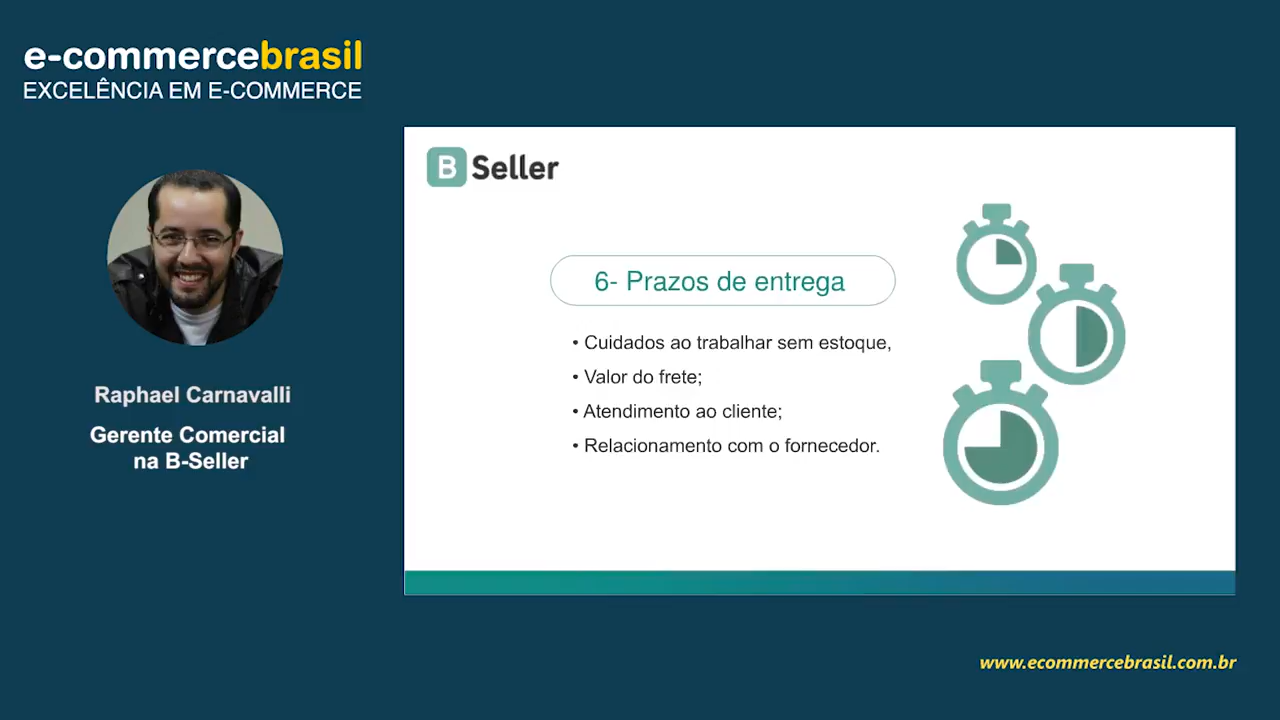 e-commercebrasil
EXCELÊNCIA EM E-COMMERCE
Raphael Carnavalli
Gerente Comercial
na B-Seller
B Seller
6- Prazos de entrega
• Cuidados ao trabalhar sem estoque,
• Valor do frete;
• Atendimento ao cliente;
• Relacionamento com o fornecedor.
www.ecommercebrasil.com.br